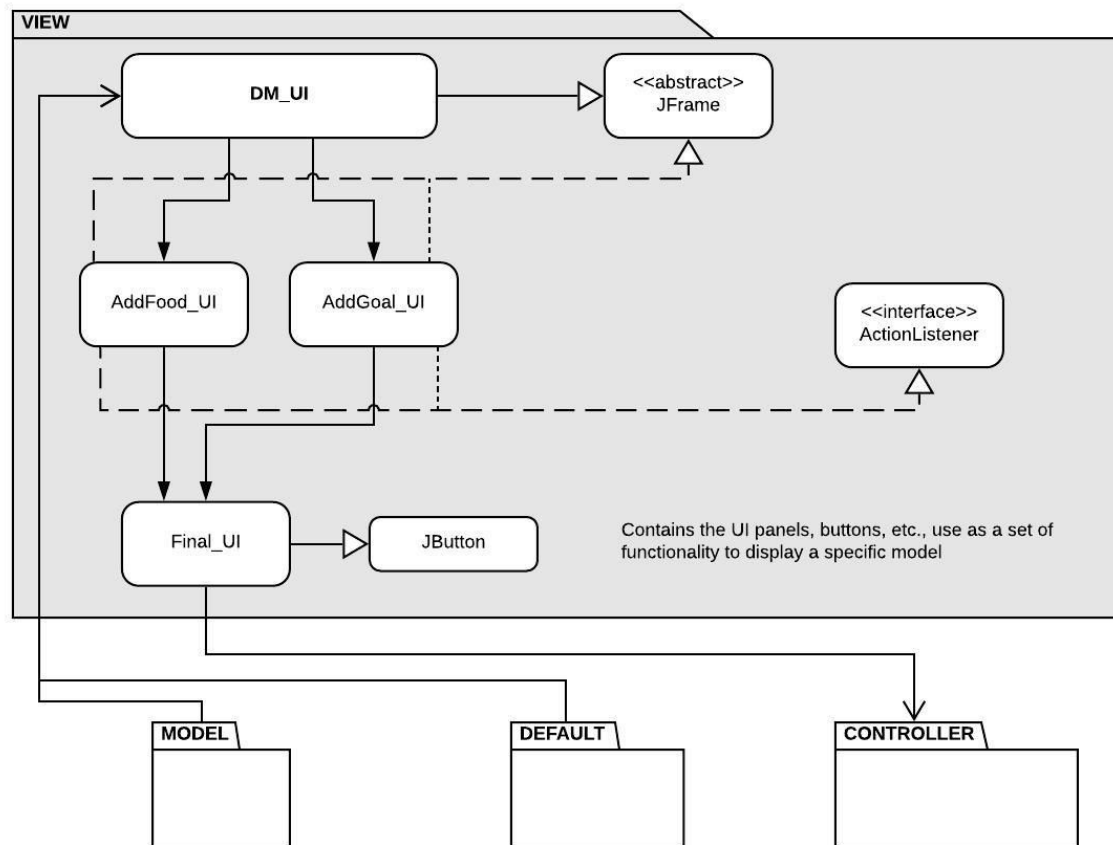 VIEW
DM_UI
<<abstract>>
JFrame
AddFood_UI
AddGoal_UI
<<interface>>
ActionListener
Final_UI
JButton
Contains the UI panels, buttons, etc., use as a set of
functionality to display a specific model
MODEL
DEFAULT
CONTROLLER